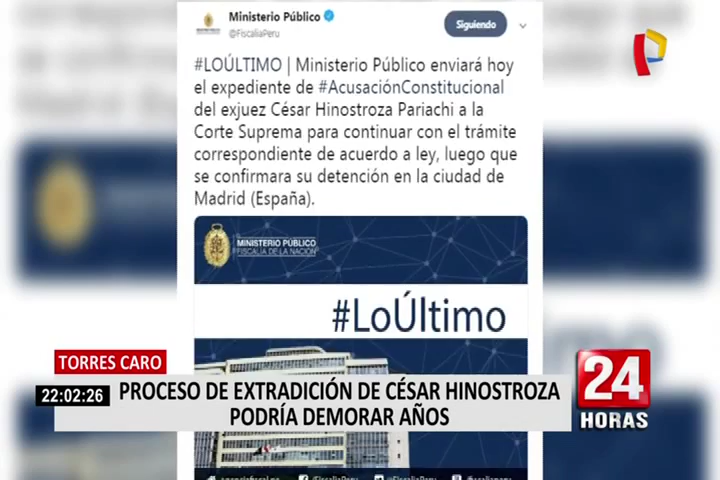 Ministerio Público
@FiscaliaPeru
Siguiendo
#LOÚLTIMO | Ministerio Público enviará hoy
el expediente de #AcusaciónConstitucional
del exjuez César Hinostroza Pariachi a la
Corte Suprema para continuar con el trámite
correspondiente de acuerdo a ley, luego que
se confirmara su detención en la ciudad de
Madrid (España).
MINISTERIO PÚBLICO
FISCALÍA DE LA NACIÓN
#LoÚltimo
TORRES CARO
22:02:26
PROCESO DE EXTRADICIÓN DE CÉSAR HINOSTROZA
PODRÍA DEMORAR AÑOS
24
HORAS